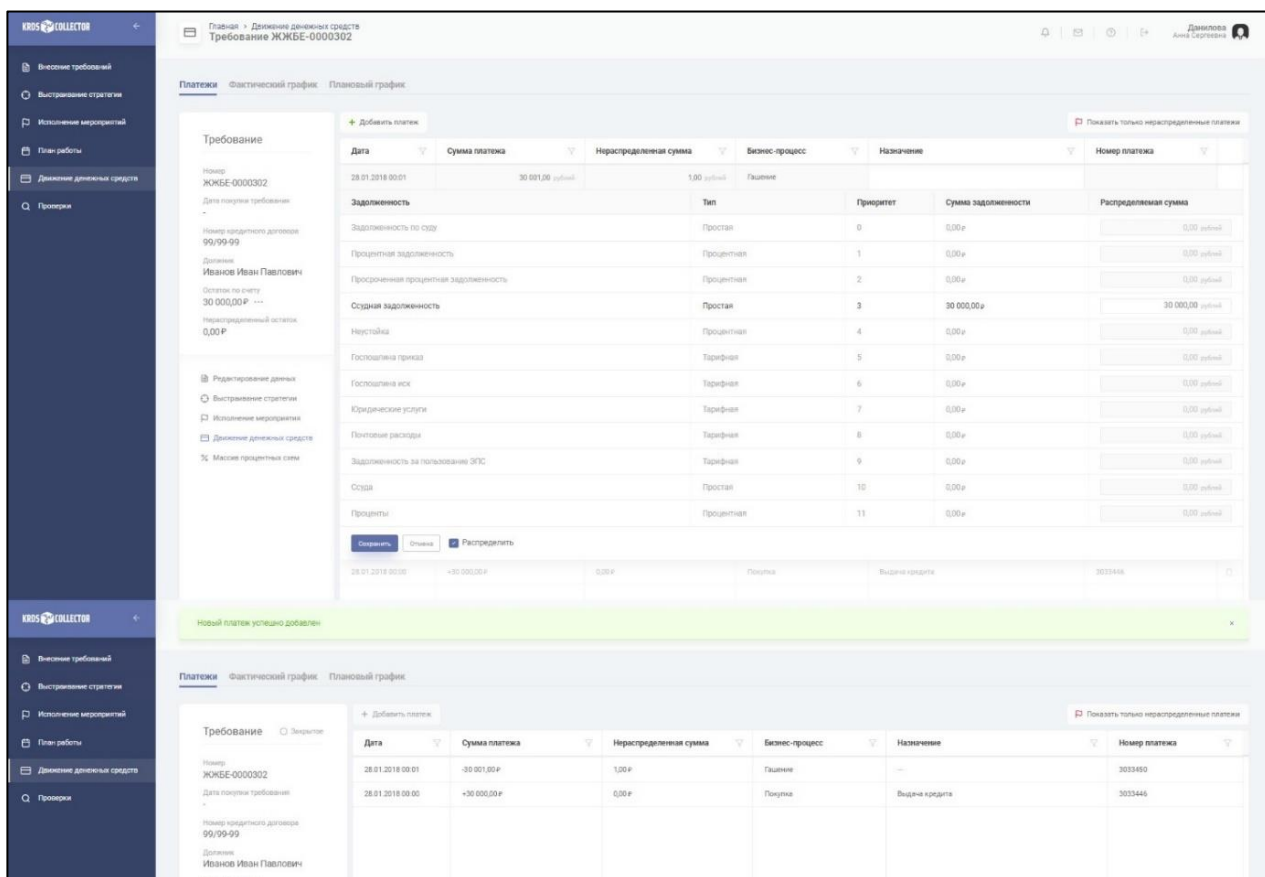 KROS COLLECTOR
Главная > Движение денежных средств
Требование ЖЖБЕ-0000302
Данилова
Анна Сергеевна
Внесение требований
Выстраивание стратегии
Исполнение мероприятий
План работы
Движение денежных средств
Проверки
Платежи Фактический график Плановый график
Требование
Номер
ЖЖБЕ-0000302
Дата покупки требования
-
Номер кредитного договора
99/99-99
Должник
Иванов Иван Павлович
Остаток по счету
30 000,00 ₽ ...
Нераспределенный остаток
0,00 ₽
Редактирование данных
Выстраивание стратегии
Исполнение мероприятия
Движение денежных средств
Массив процентных схем
+ Добавить платеж
Показать только нераспределенные платежи
Дата Сумма платежа Нераспределенная сумма Бизнес-процесс Назначение Номер платежа
28.01.2018 00:01 30 001,00 рублей 1,00 рублей Гашение
Задолженность Тип Приоритет Сумма задолженности Распределяемая сумма
Задолженность по суду Простая 0 0,00 ₽ 0,00 рублей
Процентная задолженность Процентная 1 0,00 ₽ 0,00 рублей
Просроченная процентная задолженность Процентная 2 0,00 ₽ 0,00 рублей
Ссудная задолженность Простая 3 30 000,00 ₽ 30 000,00 рублей
Неустойка Процентная 4 0,00 ₽ 0,00 рублей
Госпошлина приказ Тарифная 5 0,00 ₽ 0,00 рублей
Госпошлина иск Тарифная 6 0,00 ₽ 0,00 рублей
Юридические услуги Тарифная 7 0,00 ₽ 0,00 рублей
Почтовые расходы Тарифная 8 0,00 ₽ 0,00 рублей
Задолженность за пользование ЭПС Тарифная 9 0,00 ₽ 0,00 рублей
Ссуда Простая 10 0,00 ₽ 0,00 рублей
Проценты Процентная 11 0,00 ₽ 0,00 рублей
Сохранить Отмена Распределить
28.01.2018 00:00 +30 000,00 ₽ 0,00 ₽ Покупка Выдача кредита 3033446
KROS COLLECTOR
Новый платеж успешно добавлен ×
Внесение требований
Выстраивание стратегии
Исполнение мероприятий
План работы
Движение денежных средств
Проверки
Платежи Фактический график Плановый график
Требование Закрытое
Номер
ЖЖБЕ-0000302
Дата покупки требования
-
Номер кредитного договора
99/99-99
Должник
Иванов Иван Павлович
+ Добавить платеж
Показать только нераспределенные платежи
Дата Сумма платежа Нераспределенная сумма Бизнес-процесс Назначение Номер платежа
28.01.2018 00:01 -30 001,00 ₽ 1,00 ₽ Гашение — 3033450
28.01.2018 00:00 +30 000,00 ₽ 0,00 ₽ Покупка Выдача кредита 3033446